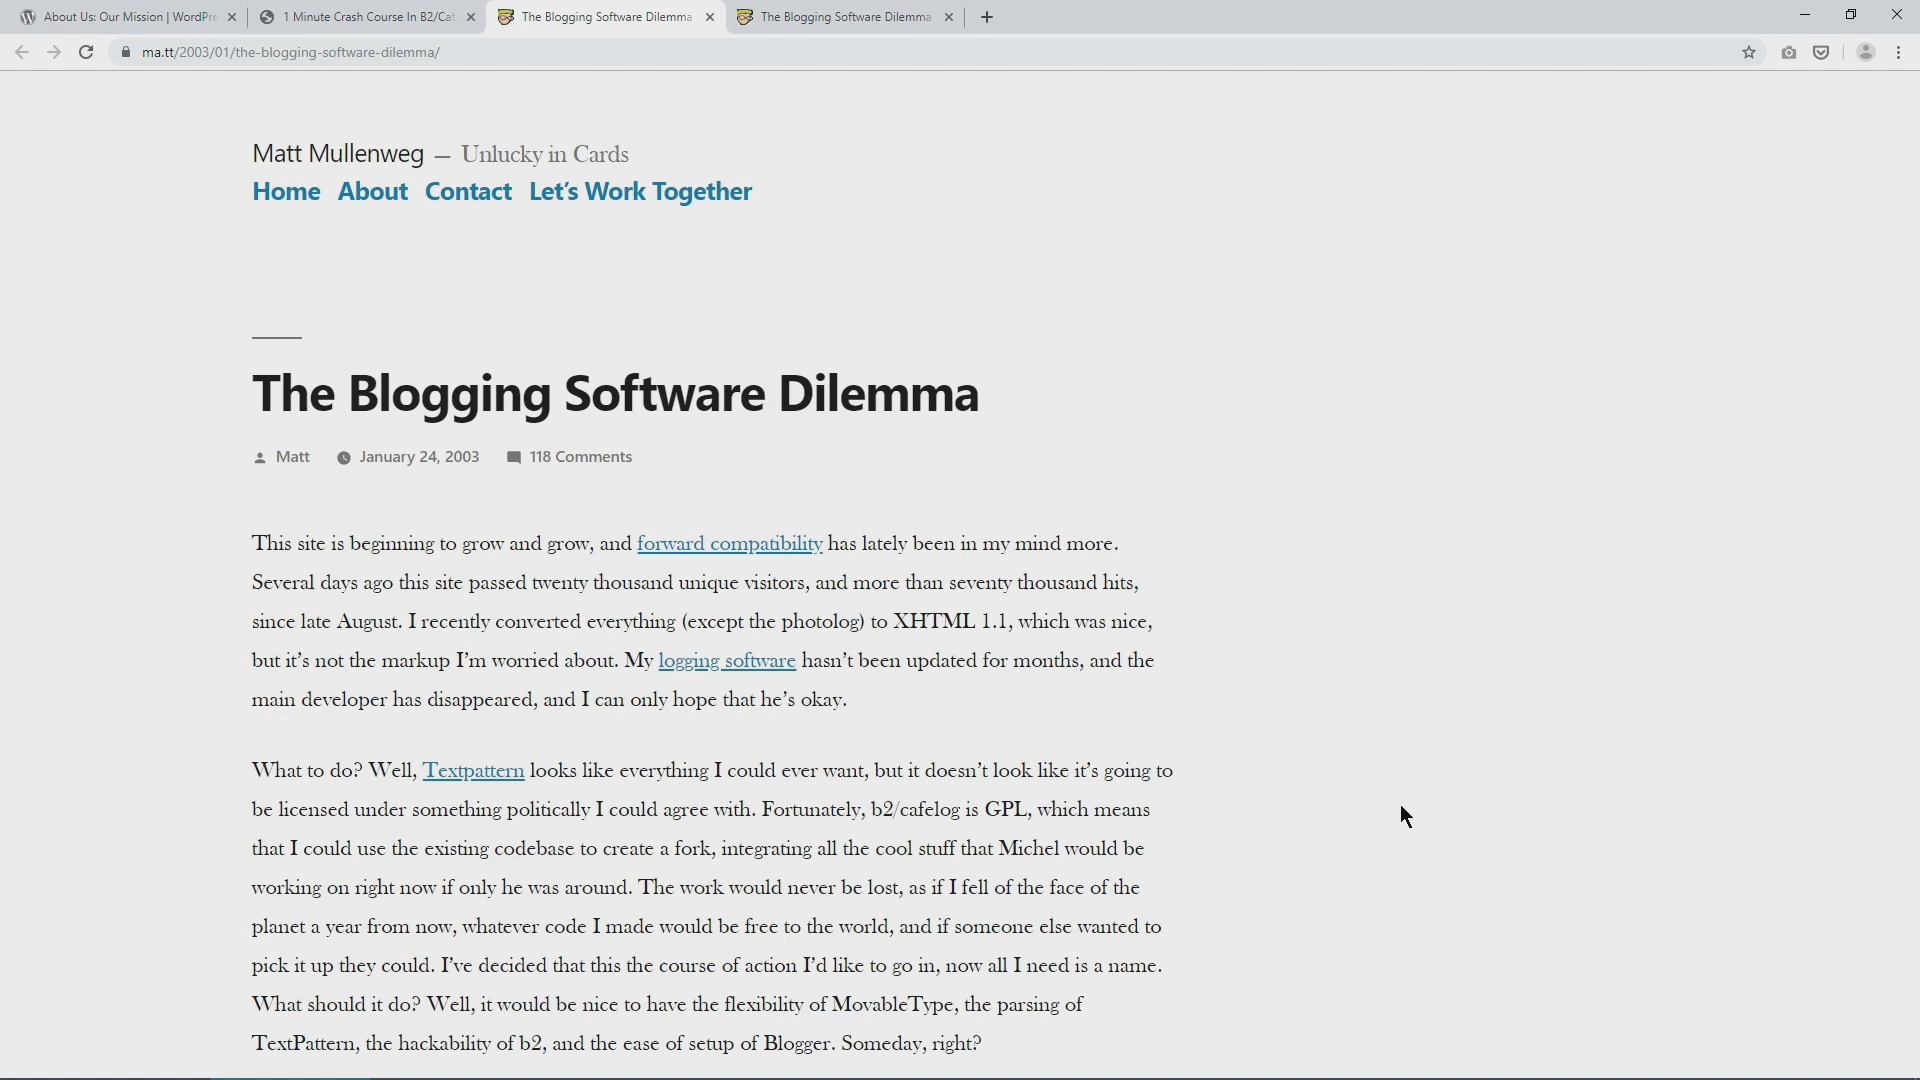 About Us: Our Mission | WordPre
1 Minute Crash Course In B2/Cat
The Blogging Software Dilemma
The Blogging Software Dilemma
ma.tt/2003/01/the-blogging-software-dilemma/
Matt Mullenweg — Unlucky in Cards
Home About Contact Let’s Work Together
The Blogging Software Dilemma
Matt January 24, 2003 118 Comments
This site is beginning to grow and grow, and forward compatibility has lately been in my mind more.
Several days ago this site passed twenty thousand unique visitors, and more than seventy thousand hits,
since late August. I recently converted everything (except the photolog) to XHTML 1.1, which was nice,
but it’s not the markup I’m worried about. My logging software hasn’t been updated for months, and the
main developer has disappeared, and I can only hope that he’s okay.
What to do? Well, Textpattern looks like everything I could ever want, but it doesn’t look like it’s going to
be licensed under something politically I could agree with. Fortunately, b2/cafelog is GPL, which means
that I could use the existing codebase to create a fork, integrating all the cool stuff that Michel would be
working on right now if only he was around. The work would never be lost, as if I fell of the face of the
planet a year from now, whatever code I made would be free to the world, and if someone else wanted to
pick it up they could. I’ve decided that this the course of action I’d like to go in, now all I need is a name.
What should it do? Well, it would be nice to have the flexibility of MovableType, the parsing of
TextPattern, the hackability of b2, and the ease of setup of Blogger. Someday, right?